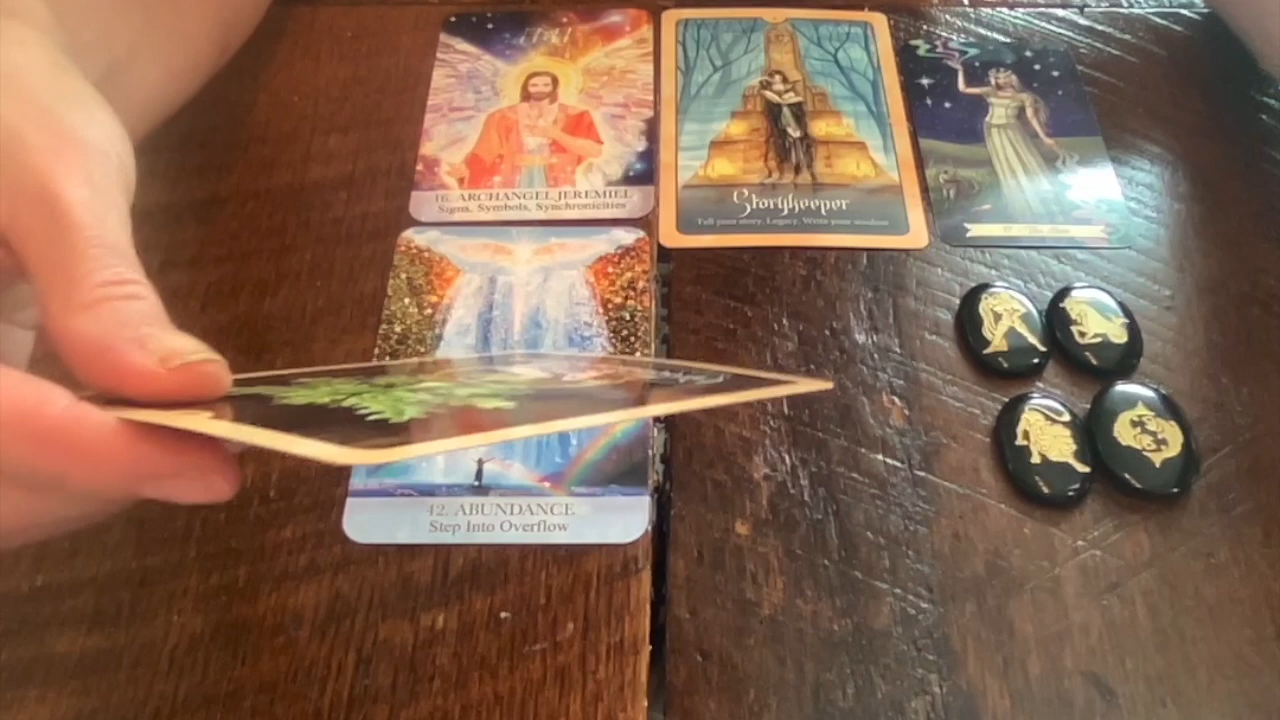 16. ARCHANGEL JEREMIEL
Signs, Symbols, Synchronicities
Storykeeper
Tell your story, Legacy. Write your wisdom
42. ABUNDANCE
Step Into Overflow